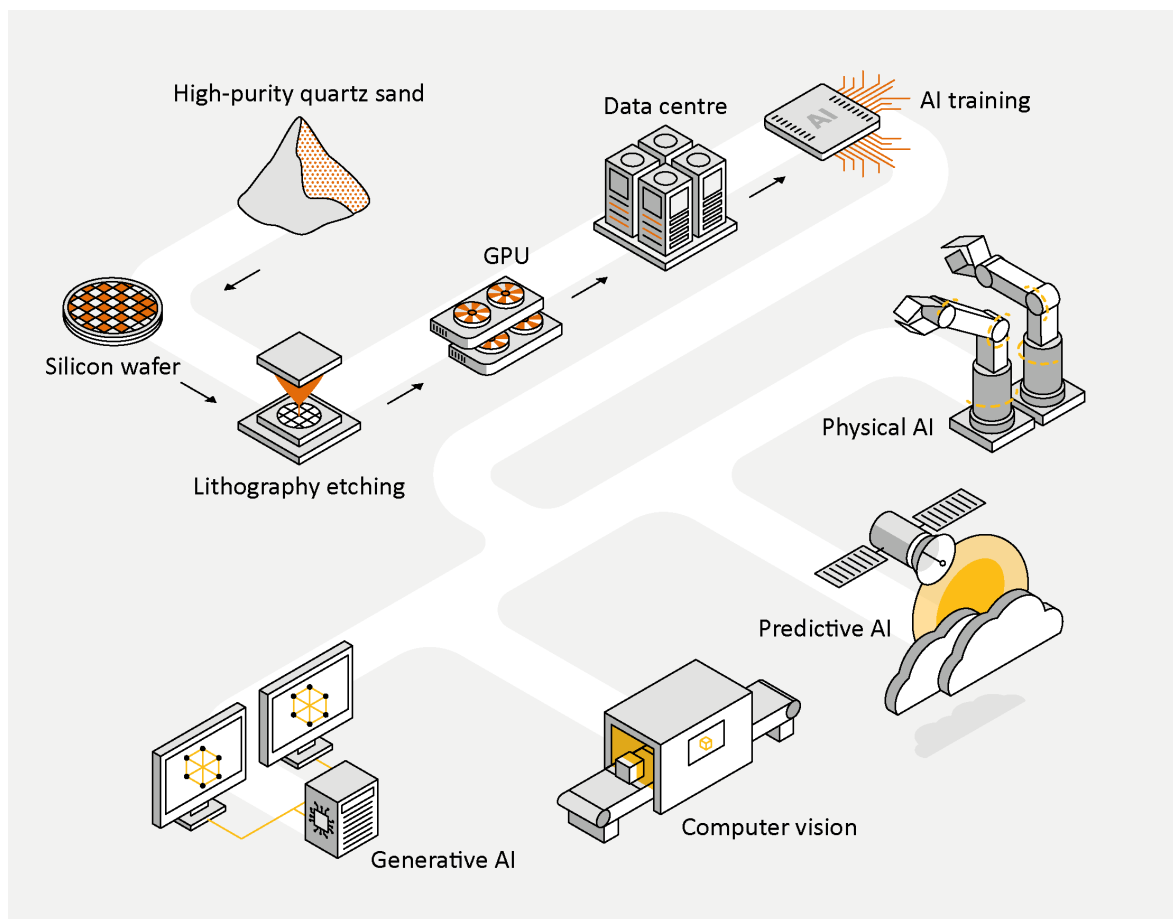 High-purity quartz sand
Silicon wafer
Lithography etching
GPU
Data centre
AI
AI training
Physical AI
Predictive AI
Computer vision
Generative AI